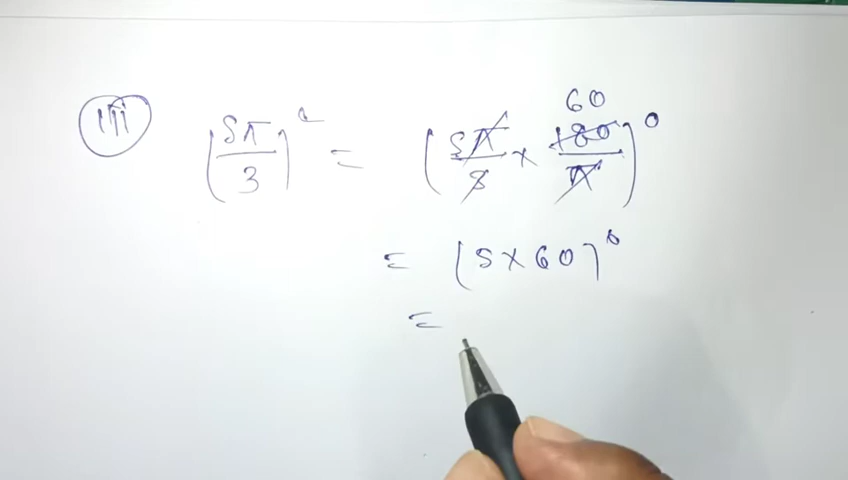 (iii) (5π/3)ᶜ = (5π/3 × 180/π)° 60
= (5 × 60)°
=